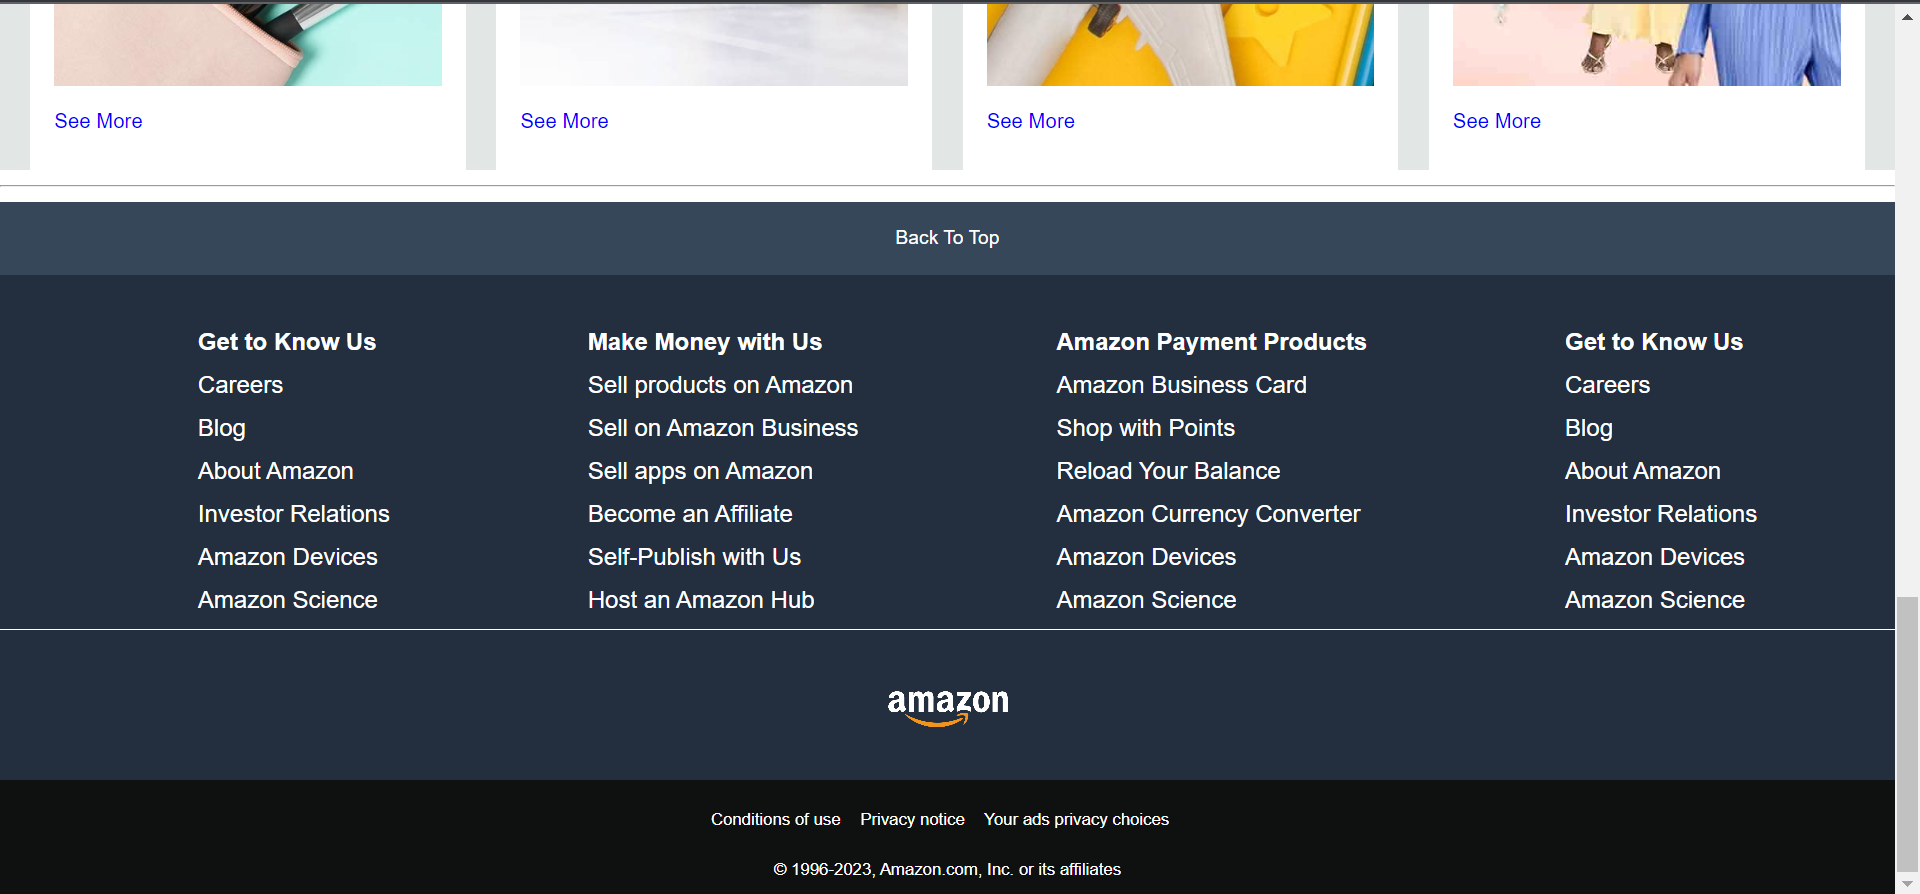 See More See More See More See More
Back To Top
Get to Know Us
Careers
Blog
About Amazon
Investor Relations
Amazon Devices
Amazon Science
Make Money with Us
Sell products on Amazon
Sell on Amazon Business
Sell apps on Amazon
Become an Affiliate
Self-Publish with Us
Host an Amazon Hub
Amazon Payment Products
Amazon Business Card
Shop with Points
Reload Your Balance
Amazon Currency Converter
Amazon Devices
Amazon Science
Get to Know Us
Careers
Blog
About Amazon
Investor Relations
Amazon Devices
Amazon Science
amazon
Conditions of use Privacy notice Your ads privacy choices
© 1996-2023, Amazon.com, Inc. or its affiliates